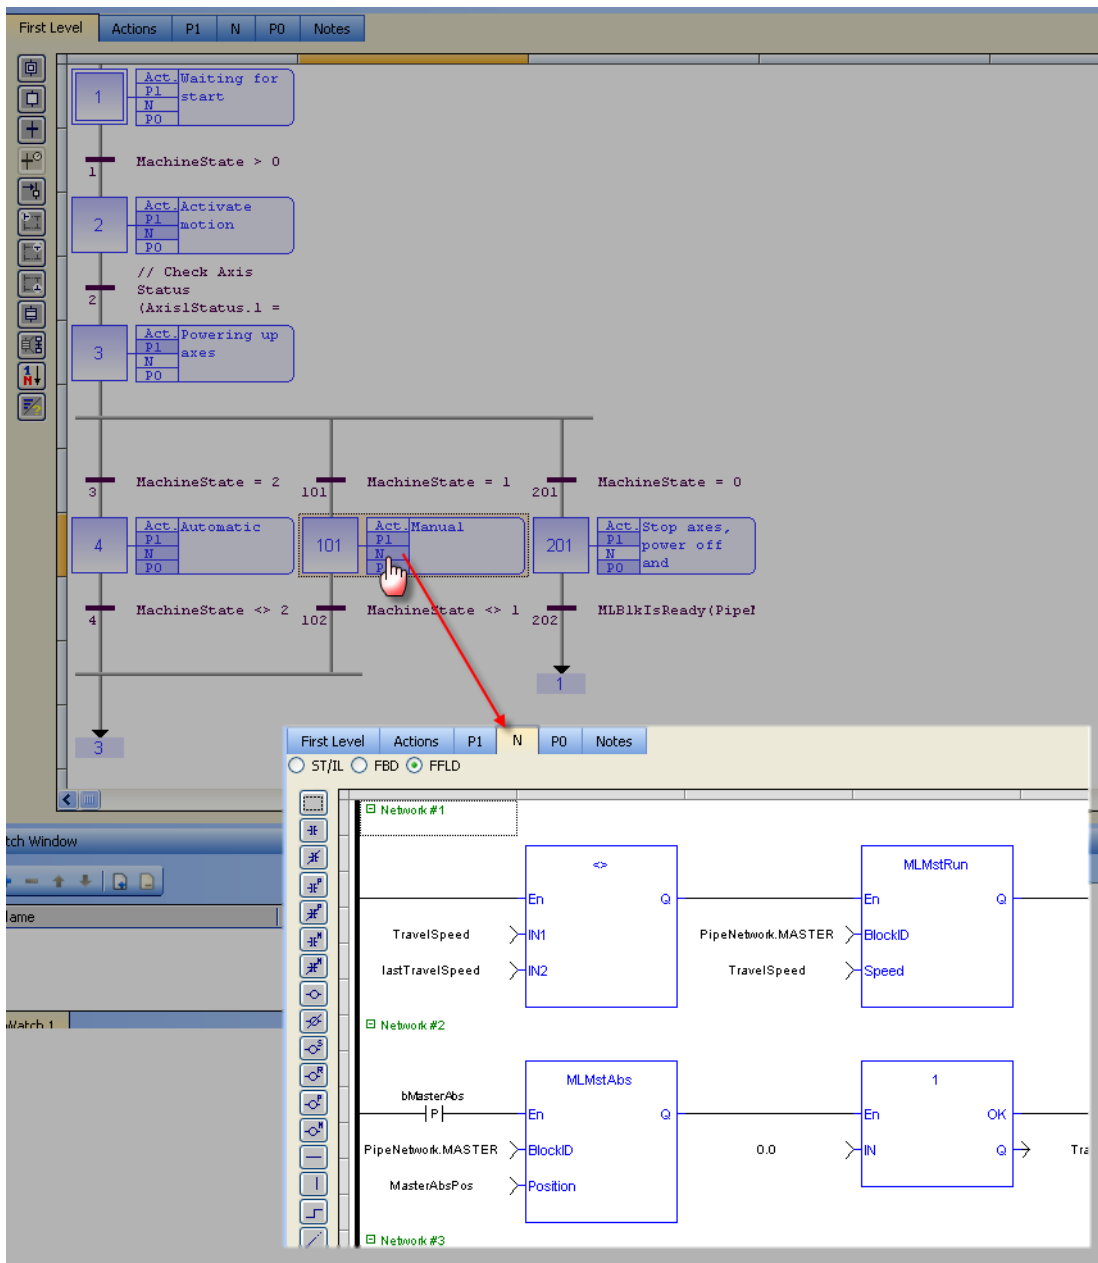 First Level Actions P1 N P0 Notes
1 Act. Waiting for
P1 start
N
P0
1 MachineState > 0
2 Act. Activate
P1 motion
N
P0
// Check Axis
2 Status
(Axis1Status.1 =
3 Act. Powering up
P1 axes
N
P0
3 MachineState = 2 101 MachineState = 1 201 MachineState = 0
4 Act. Automatic
P1
N
P0
101 Act. Manual
P1
N
P
201 Act. Stop axes,
P1 power off
N and
P0
4 MachineState <> 2 102 MachineState <> 1 202 MLBlkIsReady(PipeN
1
3
tch Window
lame
Watch 1
First Level Actions P1 N P0 Notes
ST/IL FBD FFLD
Network #1
<> MLMstRun
En Q En Q
TravelSpeed IN1 PipeNetwork.MASTER BlockID
lastTravelSpeed IN2 TravelSpeed Speed
Network #2
MLMstAbs 1
bMasterAbs
P En Q En OK
PipeNetwork.MASTER BlockID 0.0 IN Q Tra
MasterAbsPos Position
Network #3